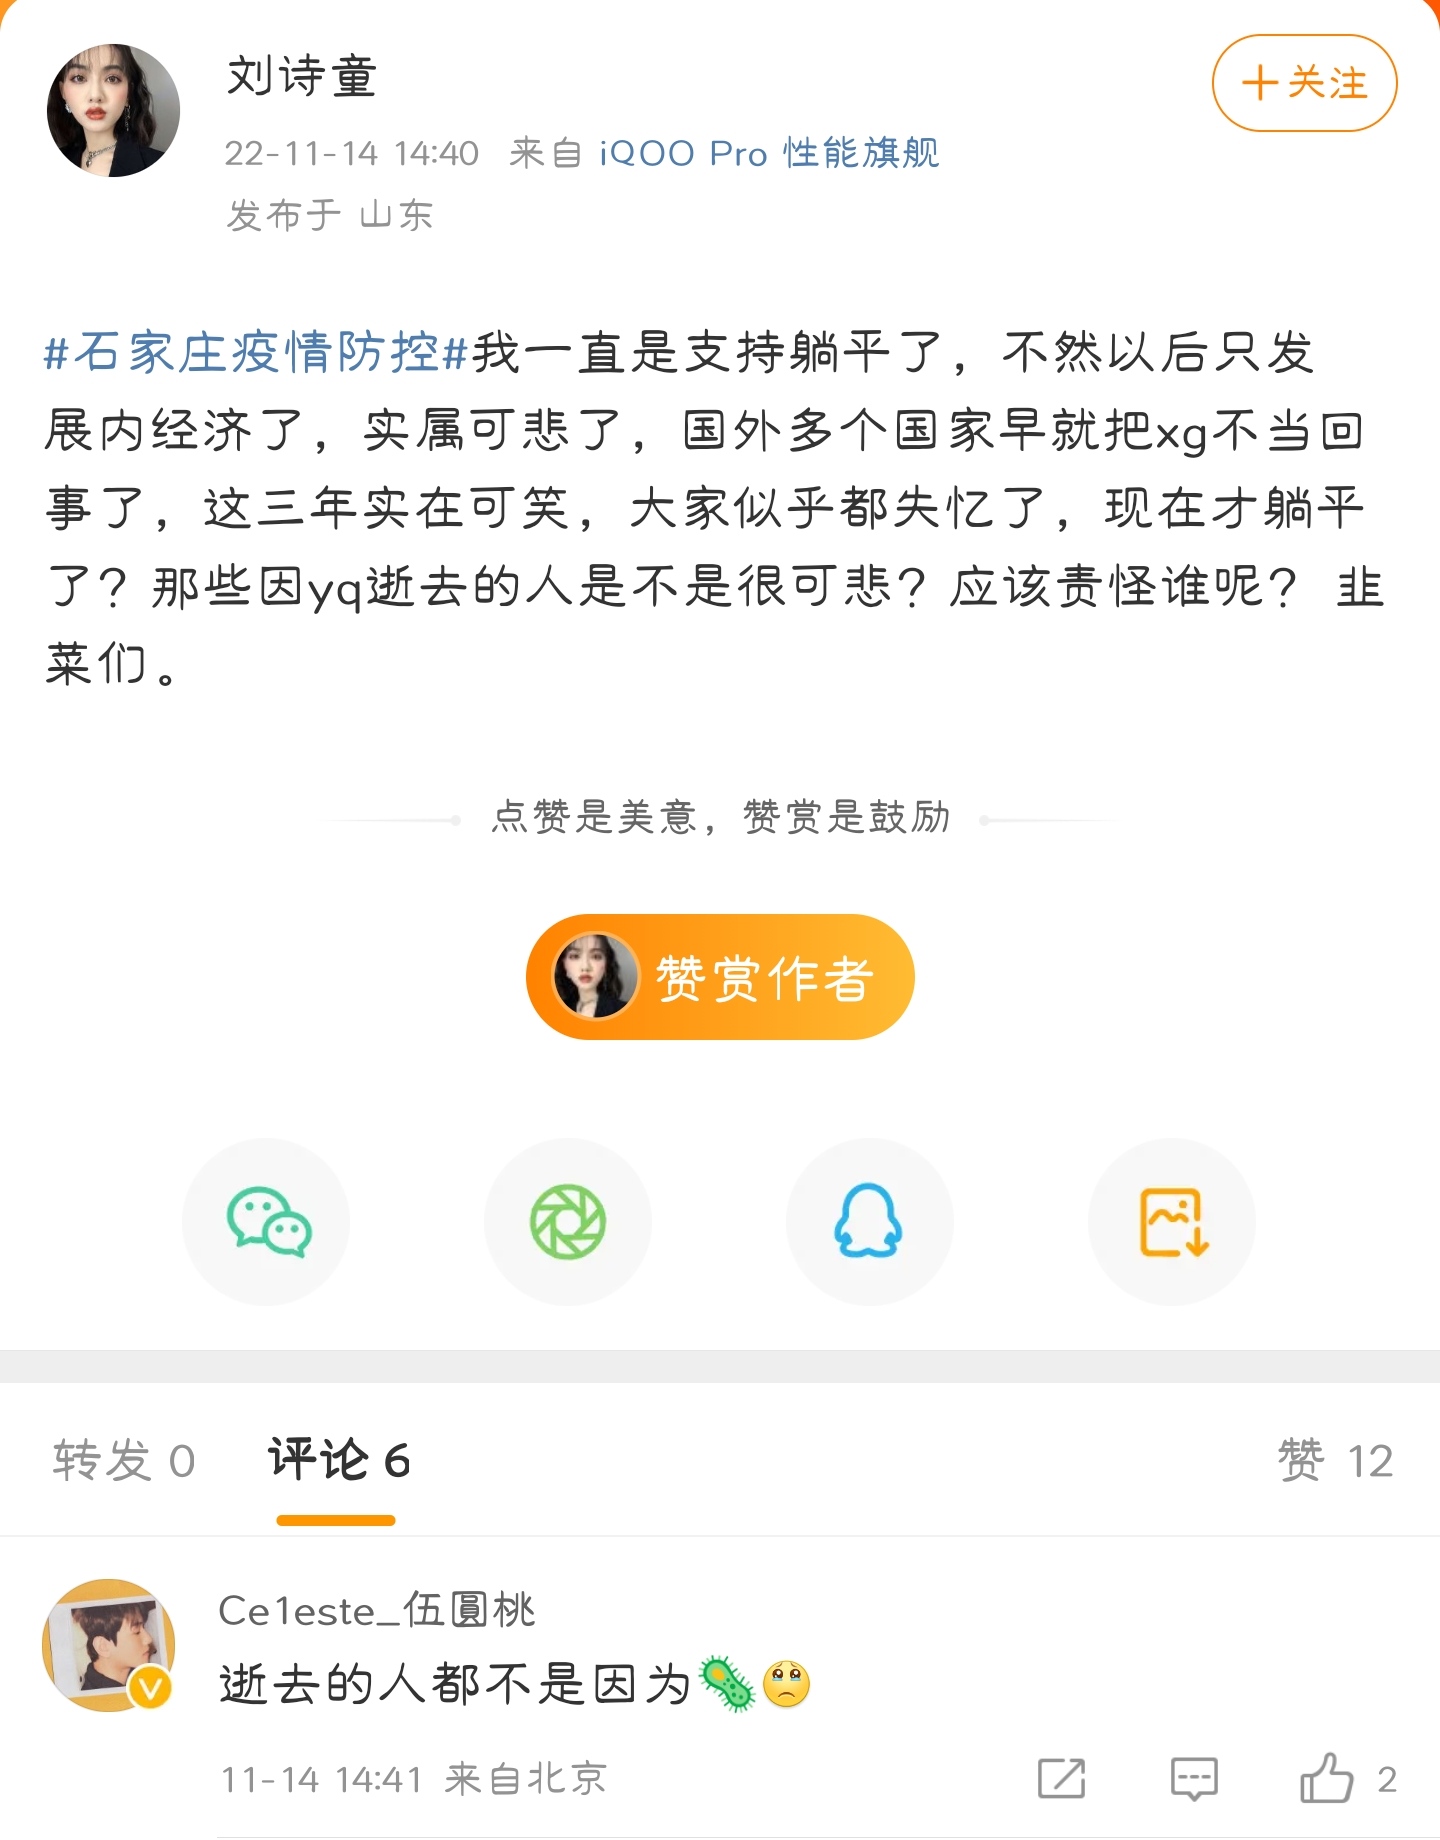 刘诗童
+关注
22-11-14 14:40 来自 iQOO Pro 性能旗舰
发布于 山东
#石家庄疫情防控#我一直是支持躺平了，不然以后只发
展内经济了，实属可悲了，国外多个国家早就把xg不当回
事了，这三年实在可笑，大家似乎都失忆了，现在才躺平
了？那些因yq逝去的人是不是很可悲？应该责怪谁呢？ 韭
菜们。
点赞是美意，赞赏是鼓励
赞赏作者
转发 0 评论 6 赞 12
Ce1este_伍圓桃
逝去的人都不是因为🦠🥺
11-14 14:41 来自北京 2